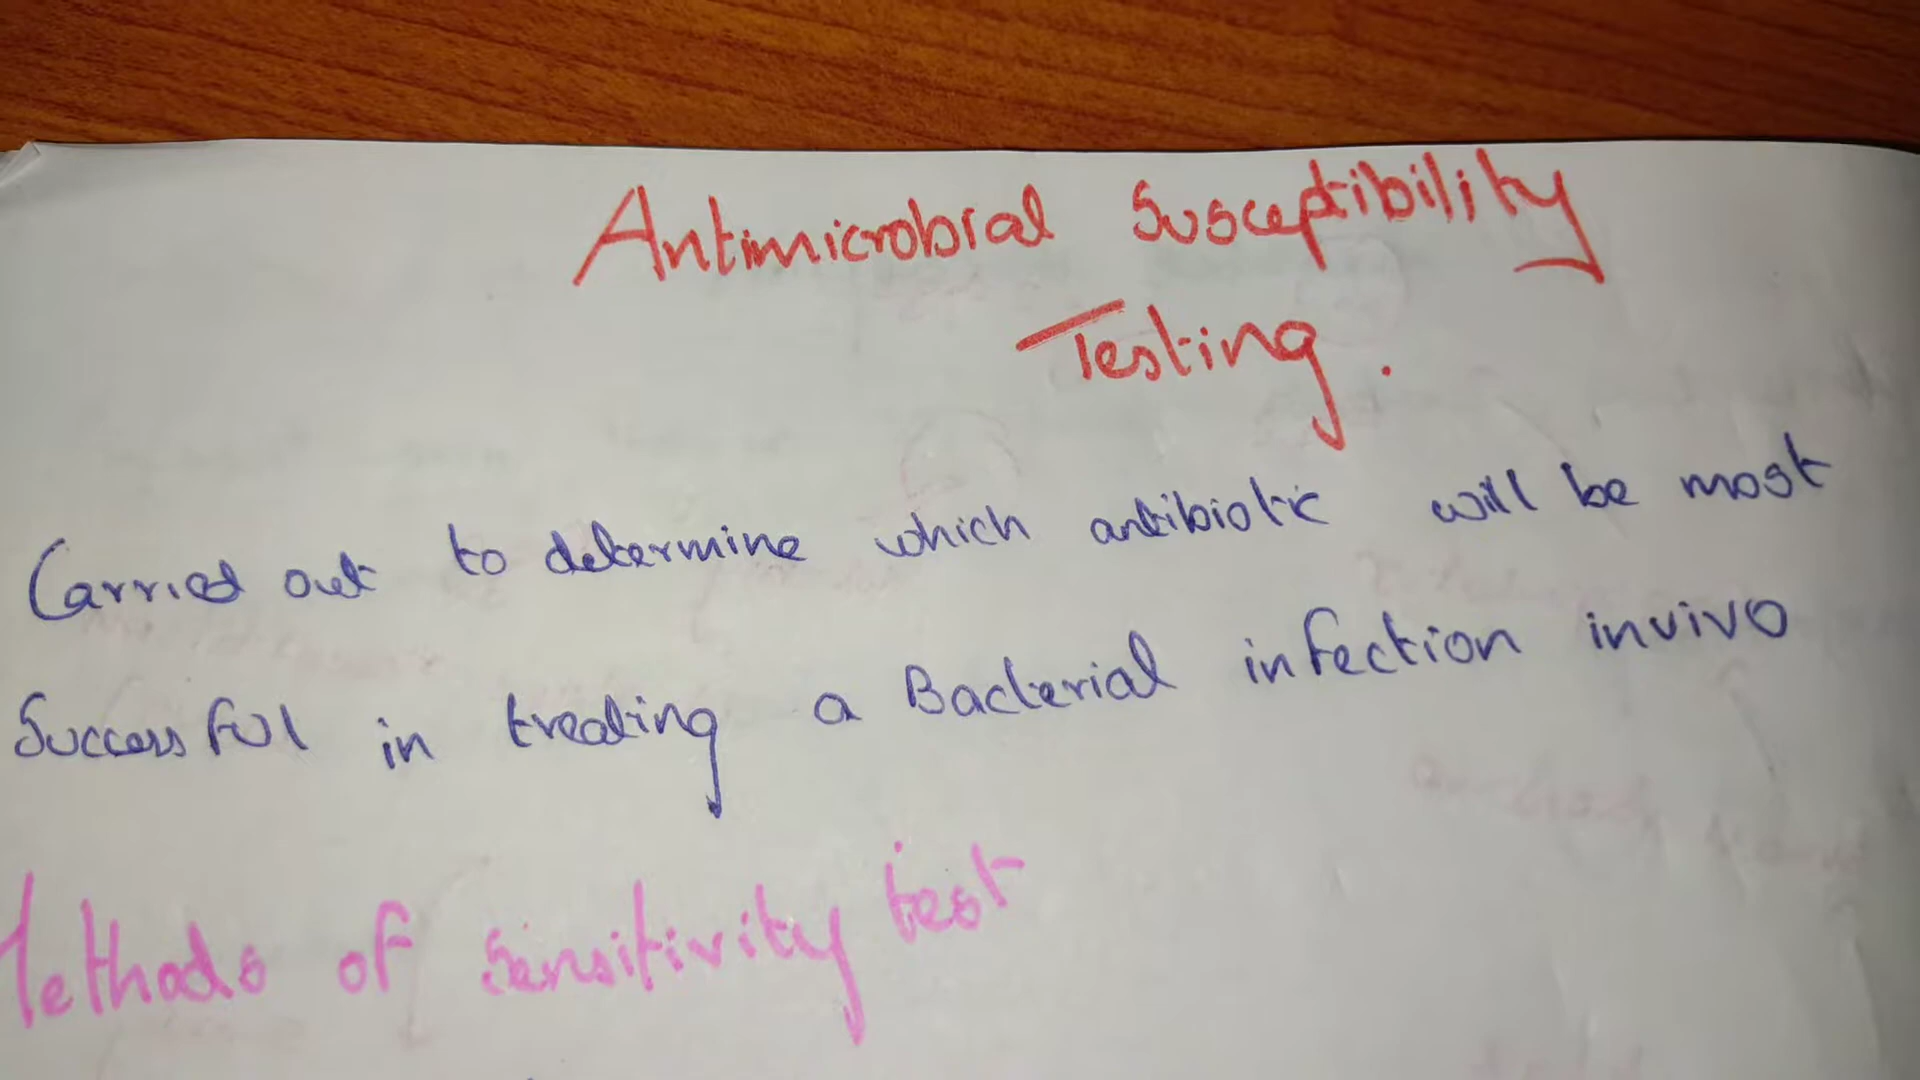 Antimicrobial Susceptibility
Testing.
Carried out to determine which antibiotic will be most
Successful in treating a Bacterial infection invivo
Methods of sensitivity test